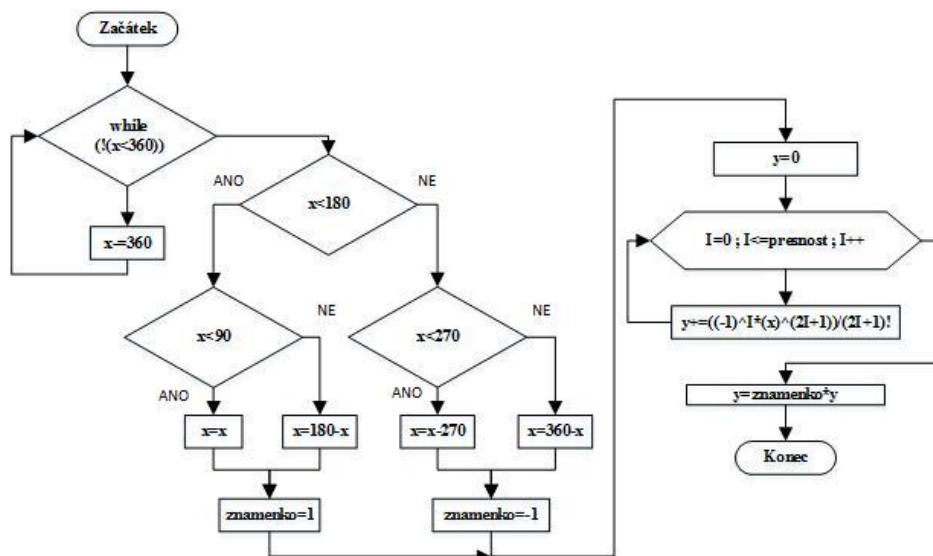 Začátek
while
(!(x<360))
x-=360
ANO
NE
x<180
x<90
NE
ANO
x<270
NE
ANO
x=x
x=180-x
x=x-270
x=360-x
znamenko=1
znamenko=-1
y=0
I=0 ; I<=presnost ; I++
y+=((-1)^I*(x)^(2I+1))/(2I+1)!
y=znamenko*y
Konec